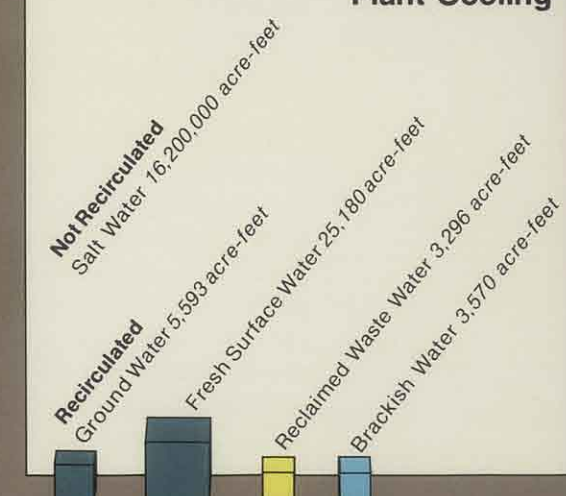 Plant Cooling
Not Recirculated
Salt Water 16,200,000 acre-feet
Recirculated
Ground Water 5,593 acre-feet
Fresh Surface Water 25,180 acre-feet
Reclaimed Waste Water 3,296 acre-feet
Brackish Water 3,570 acre-feet